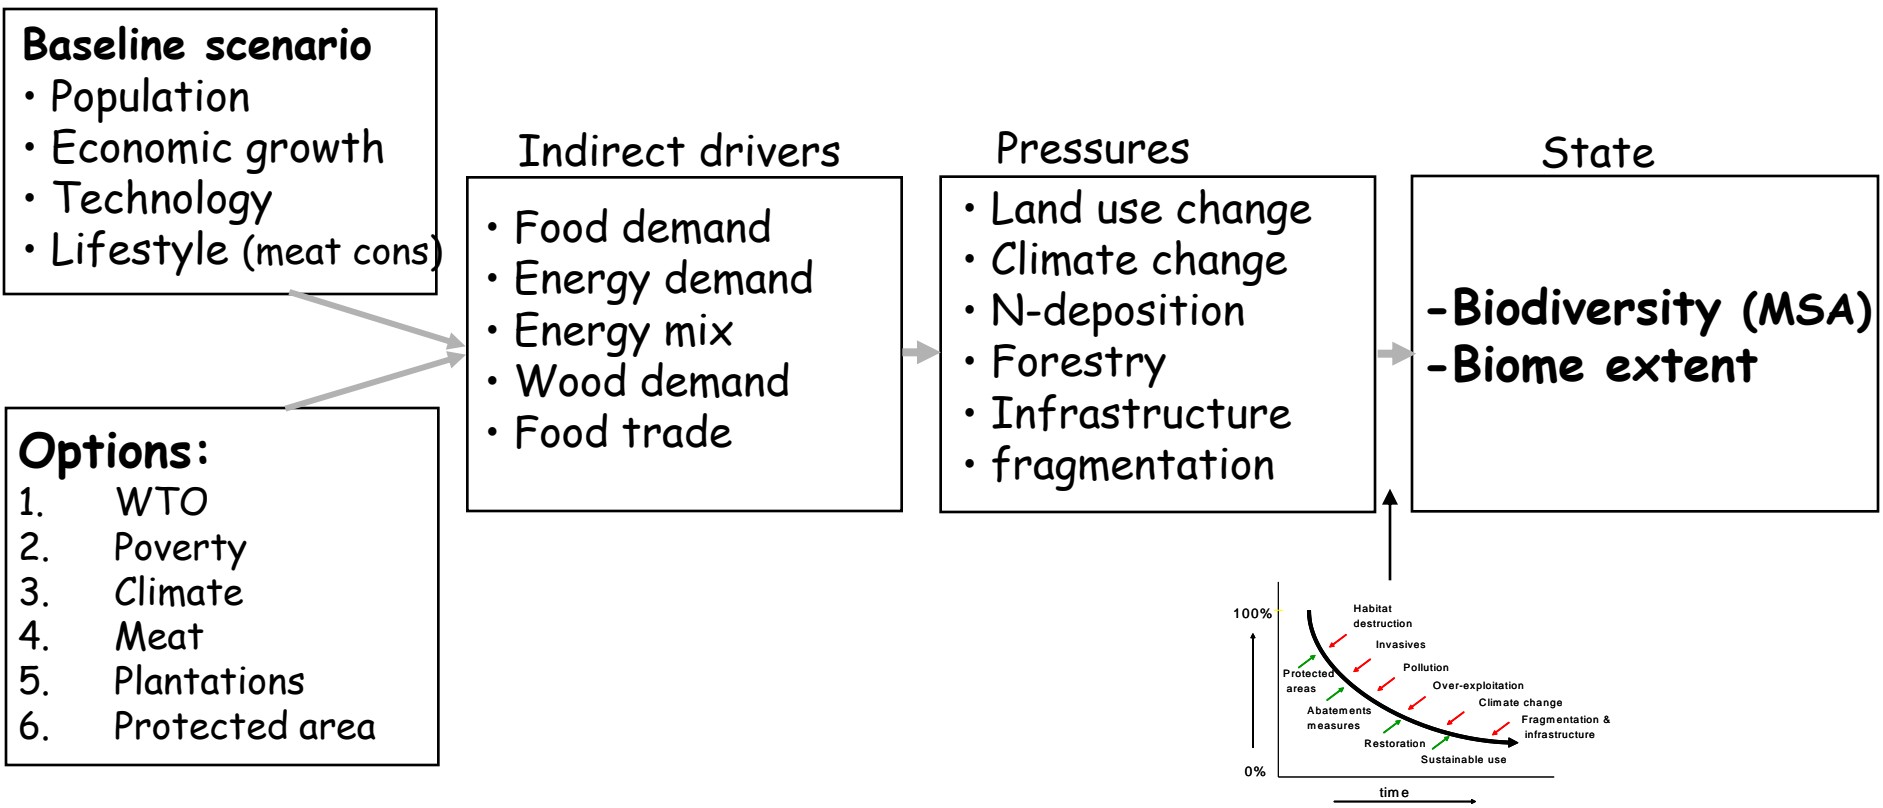 Baseline scenario
• Population
• Economic growth
• Technology
• Lifestyle (meat cons)
Options:
1. WTO
2. Poverty
3. Climate
4. Meat
5. Plantations
6. Protected area
Indirect drivers
• Food demand
• Energy demand
• Energy mix
• Wood demand
• Food trade
Pressures
• Land use change
• Climate change
• N-deposition
• Forestry
• Infrastructure
• fragmentation
State
-Biodiversity (MSA)
-Biome extent
100%
0%
Habitat
destruction
Invasives
Pollution
Over-exploitation
Climate change
Fragmentation &
infrastructure
Protected
areas
Abatements
measures
Restoration
Sustainable use
time